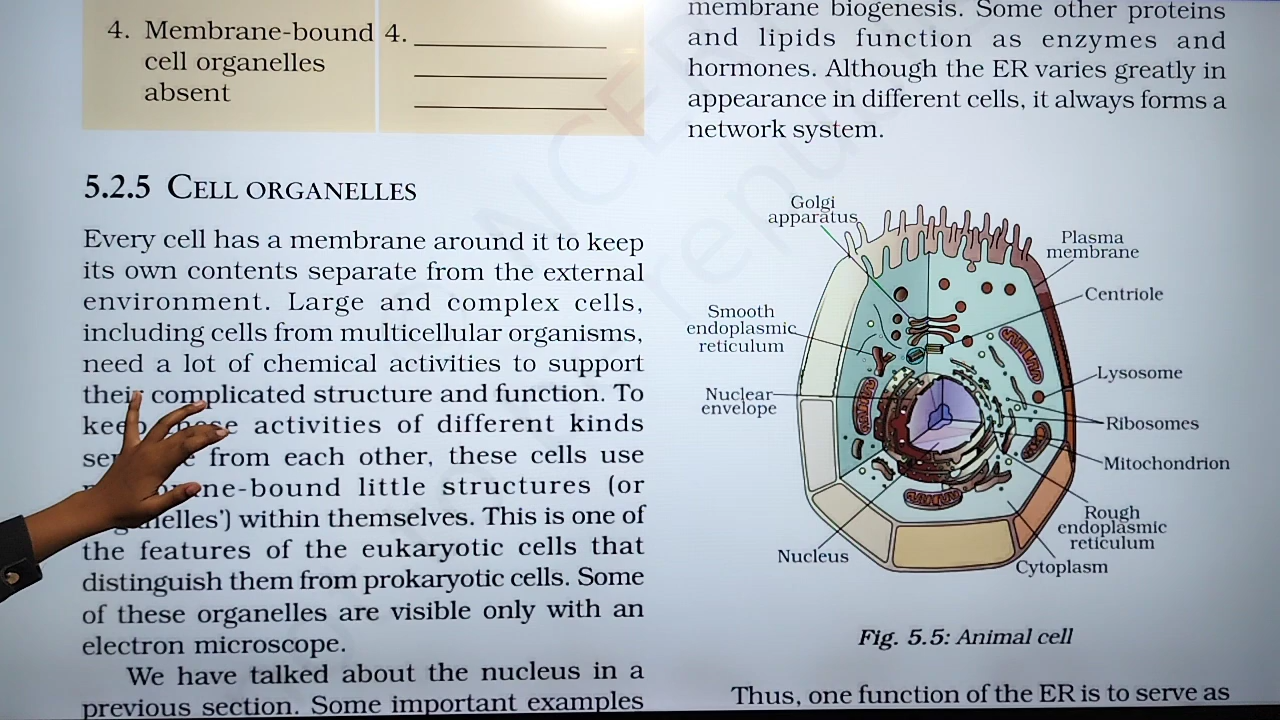 4. Membrane-bound 4.
cell organelles
absent
5.2.5 CELL ORGANELLES
Every cell has a membrane around it to keep
its own contents separate from the external
environment. Large and complex cells,
including cells from multicellular organisms,
need a lot of chemical activities to support
their complicated structure and function. To
activities of different kinds
from each other, these cells use
little structures (or
within themselves. This is one of
the features of the eukaryotic cells that
distinguish them from prokaryotic cells. Some
of these organelles are visible only with an
electron microscope.
We have talked about the nucleus in a
previous section. Some important examples
membrane biogenesis. Some other proteins
and lipids function as enzymes and
hormones. Although the ER varies greatly in
appearance in different cells, it always forms a
network system.
Golgi
apparatus
Plasma
membrane
Centriole
Smooth
endoplasmic
reticulum
Lysosome
Nuclear
envelope
Ribosomes
Mitochondrion
Rough
endoplasmic
reticulum
Nucleus
Cytoplasm
Fig. 5.5: Animal cell
Thus, one function of the ER is to serve as